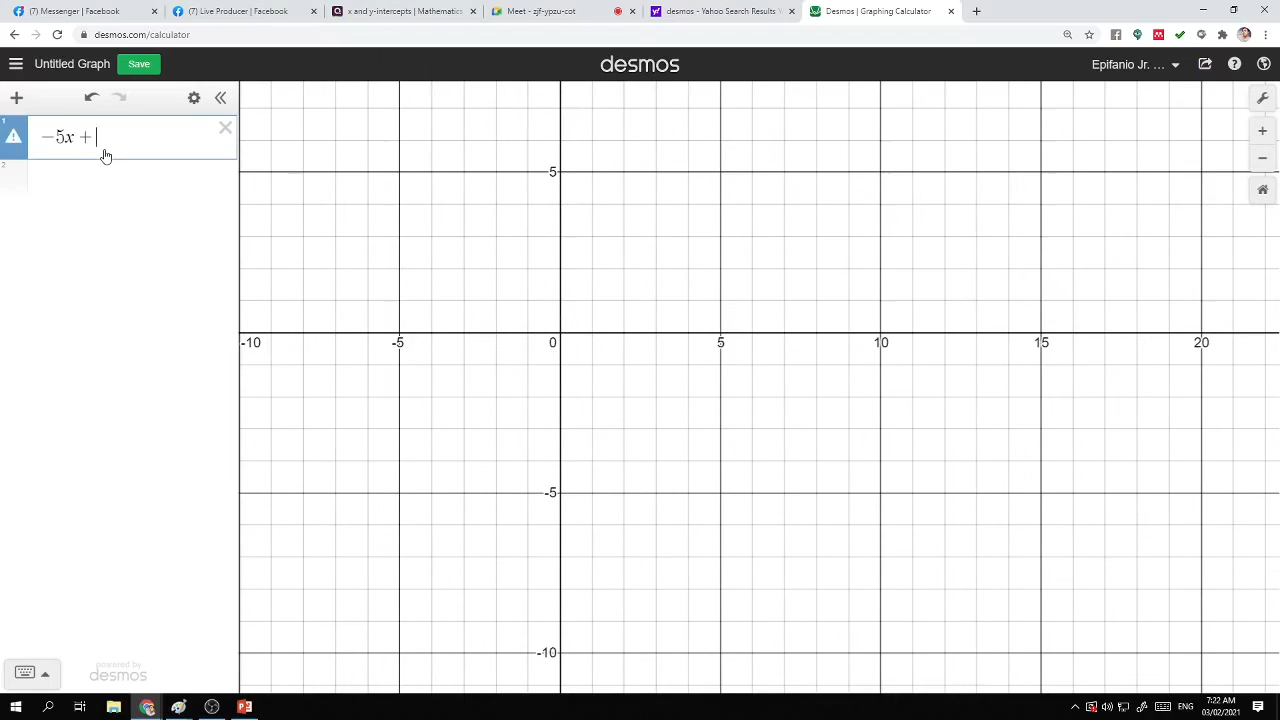 (7) Messenger | Facebook
(7) Live Producer | Facebook
x and y-intercepts | Mathematics
Meet - zjf-ypzu-cot
desmos - Yahoo Search Results Y
Desmos | Graphing Calculator
desmos.com/calculator
Untitled Graph
Save
desmos
Epifanio Jr. ...
1
−5x +
2
5
-10
-5
0
5
10
15
20
-5
-10
powered by
desmos
ENG
7:22 AM
03/02/2021